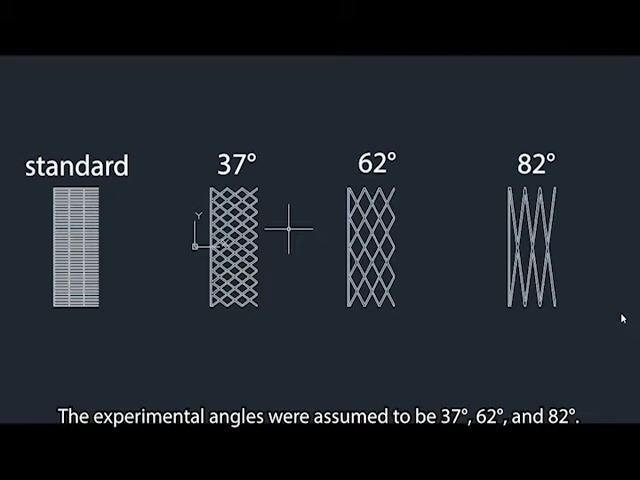 standard 37° 62° 82°
Y
The experimental angles were assumed to be 37°, 62°, and 82°.